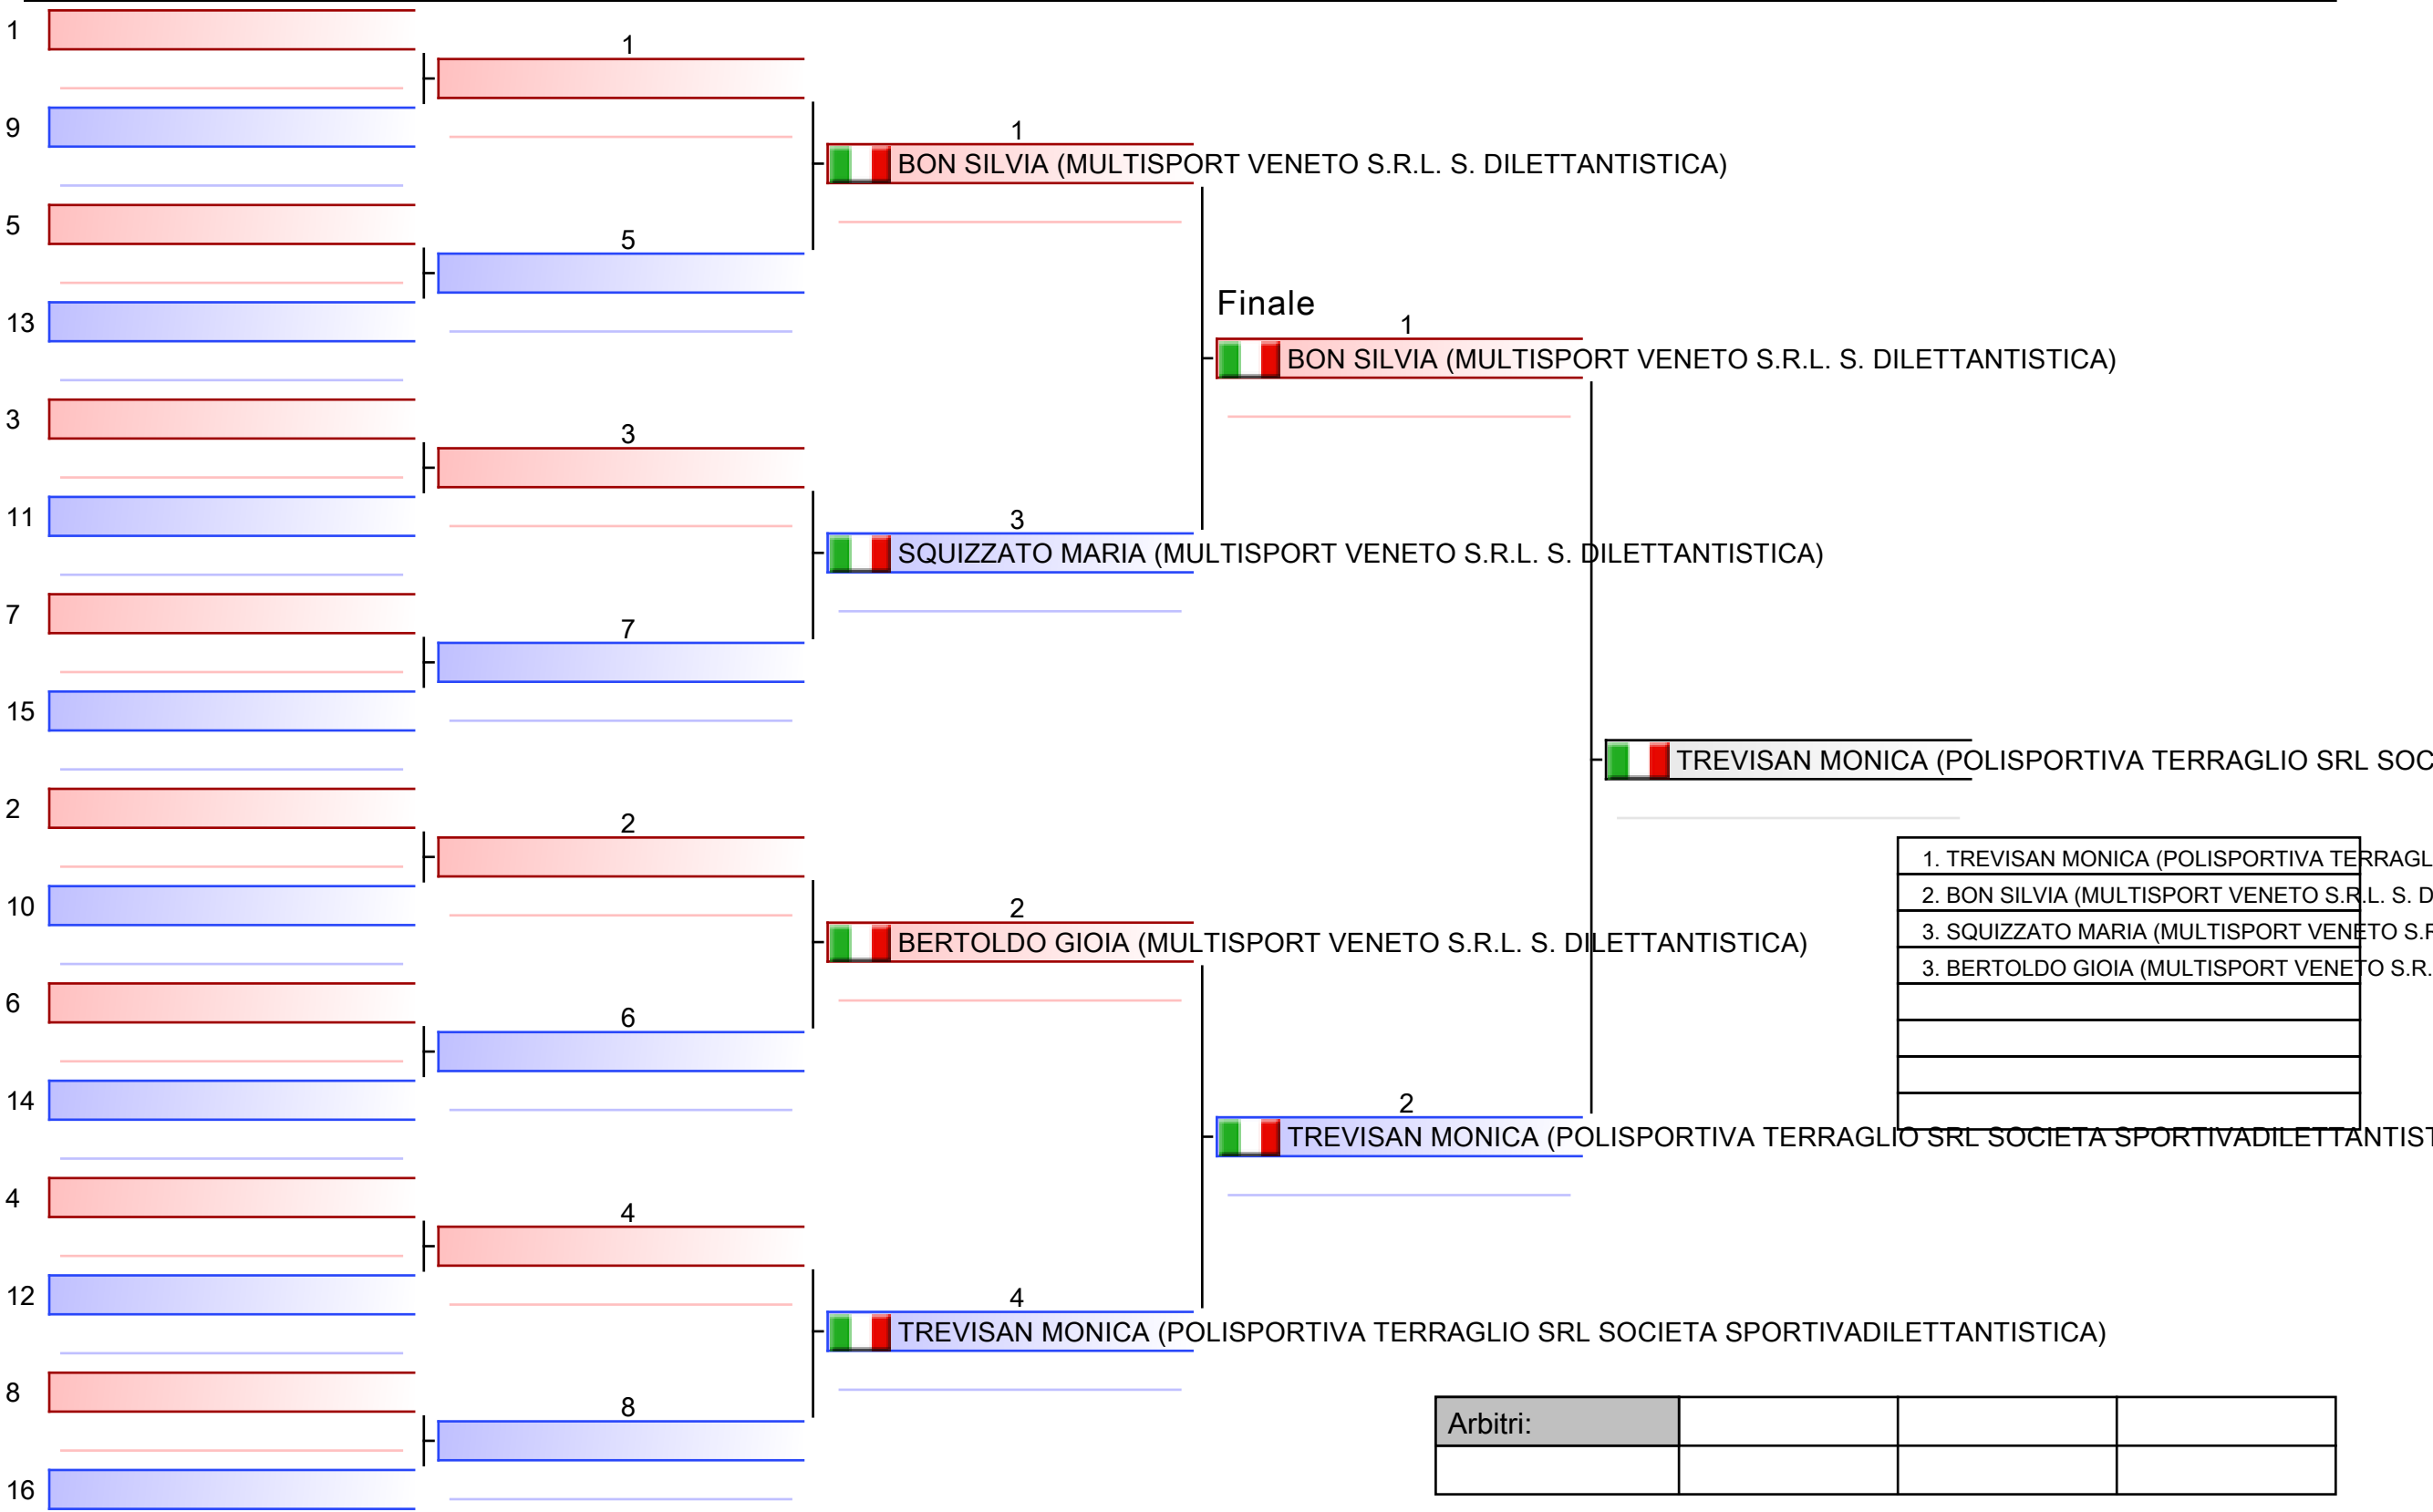 1
1
9
1
BON SILVIA (MULTISPORT VENETO S.R.L. S. DILETTANTISTICA)
5
5
Finale
13
1
BON SILVIA (MULTISPORT VENETO S.R.L. S. DILETTANTISTICA)
3
3
11
3
SQUIZZATO MARIA (MULTISPORT VENETO S.R.L. S. DILETTANTISTICA)
7
7
15
TREVISAN MONICA (POLISPORTIVA TERRAGLIO SRL SOC
2
2
1. TREVISAN MONICA (POLISPORTIVA TERRAGL
2. BON SILVIA (MULTISPORT VENETO S.R.L. S. D
3. SQUIZZATO MARIA (MULTISPORT VENETO S.R
3. BERTOLDO GIOIA (MULTISPORT VENETO S.R.
10
2
BERTOLDO GIOIA (MULTISPORT VENETO S.R.L. S. DILETTANTISTICA)
6
6
14
2
TREVISAN MONICA (POLISPORTIVA TERRAGLIO SRL SOCIETA SPORTIVADILETTANTIST
4
4
12
4
TREVISAN MONICA (POLISPORTIVA TERRAGLIO SRL SOCIETA SPORTIVADILETTANTISTICA)
8
8
Arbitri:
16